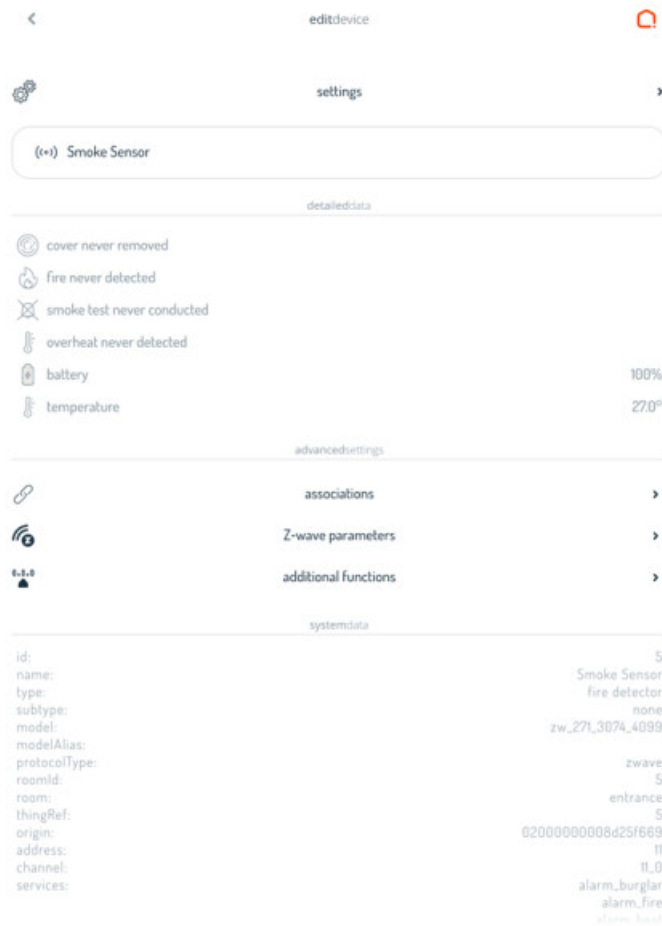 editdevice
settings
Smoke Sensor
detaileddata
cover never removed
fire never detected
smoke test never conducted
overheat never detected
battery 100%
temperature 27.0°
advancedsettings
associations
Z-wave parameters
additional functions
systemdata
id: 5
name: Smoke Sensor
type: fire detector
subtype: none
model: zw_271_3074_4099
modelAlias:
protocolType: zwave
roomId: 5
room: entrance
thingRef: 5
origin: 02000000008d25f669
address: 11
channel: 11_0
services: alarm_burglar
alarm_fire
alarm_heat